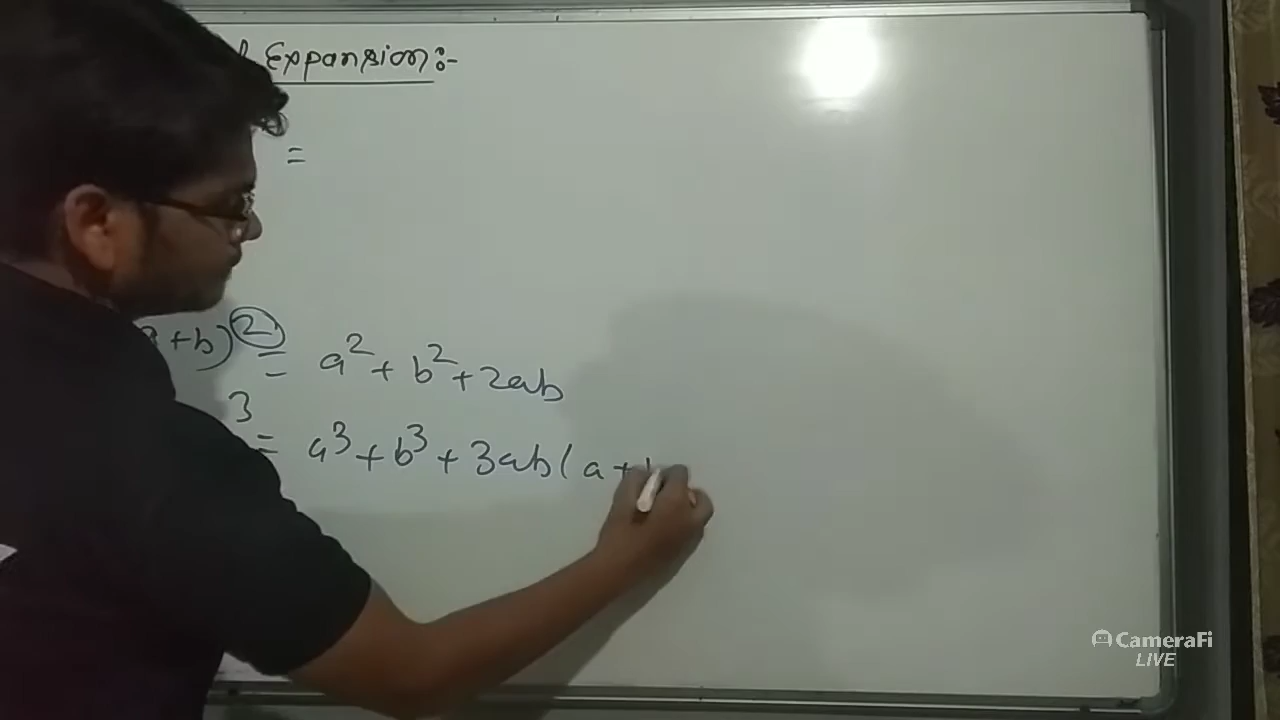 Expansion:-
=
+b)² = a² + b² + 2ab
³ = a³ + b³ + 3ab(a+
CameraFi
LIVE